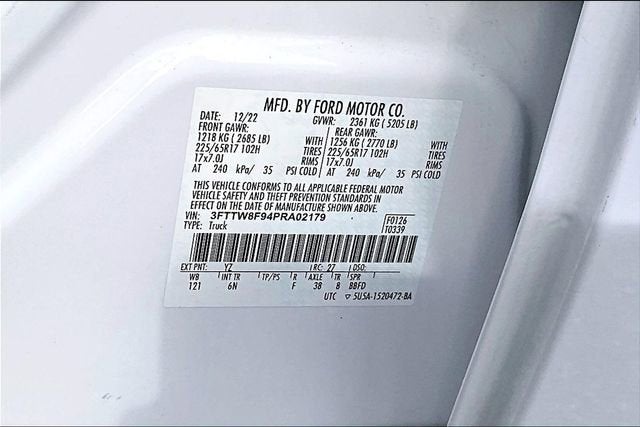 MFD. BY FORD MOTOR CO.
DATE: 12/22 GVWR: 2361 KG ( 5205 LB)
FRONT GAWR: REAR GAWR:
1218 KG ( 2685 LB) WITH 1256 KG ( 2770 LB) WITH
225/65R17 102H TIRES 225/65R17 102H TIRES
17x7.0J RIMS 17x7.0J RIMS
AT 240 kPa/ 35 PSI COLD AT 240 kPa/ 35 PSI COLD
THIS VEHICLE CONFORMS TO ALL APPLICABLE FEDERAL MOTOR
VEHICLE SAFETY AND THEFT PREVENTION STANDARDS IN
EFFECT ON THE DATE OF MANUFACTURE SHOWN ABOVE.
VIN: 3FTTW8F94PRA02179 F0126
TYPE: Truck T0339
EXT PNT: YZ RC: 27 DSO:
WB INT TR TP/PS R AXLE TR SPR
121 6N F 38 8 BBFD
UTC ▽ 5U5A-1520472-BA